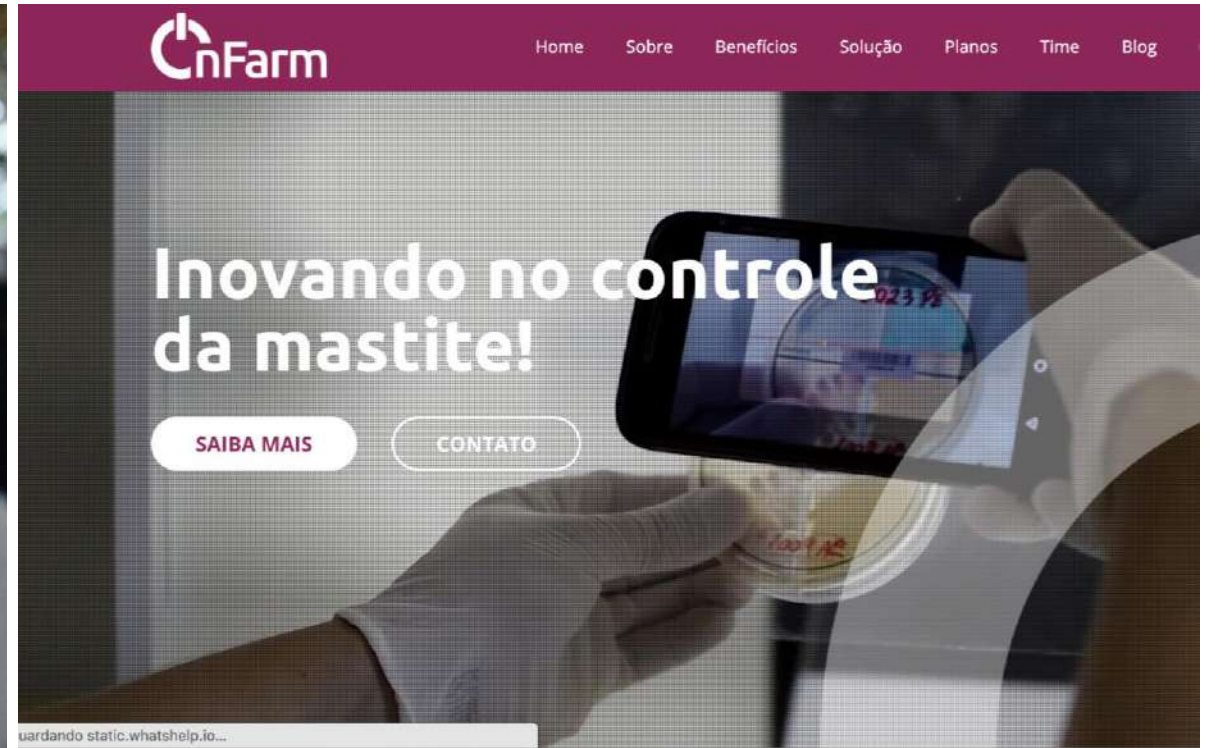 OnFarm
Home Sobre Benefícios Solução Planos Time Blog
Inovando no controle
da mastite!
SAIBA MAIS CONTATO
uardando static.whatshelp.io...